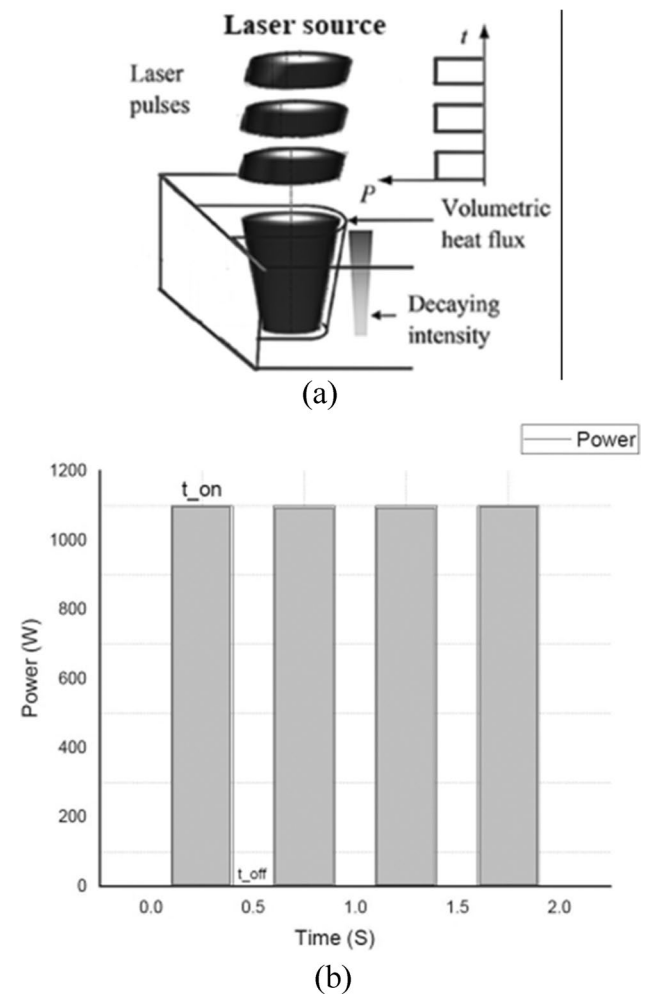 Laser source
Laser
pulses
t
P
Volumetric
heat flux
Decaying
intensity
(a)
Power
1200
1000
800
600
400
200
0
t_on
t_off
Power (W)
0.0 0.5 1.0 1.5 2.0
Time (S)
(b)